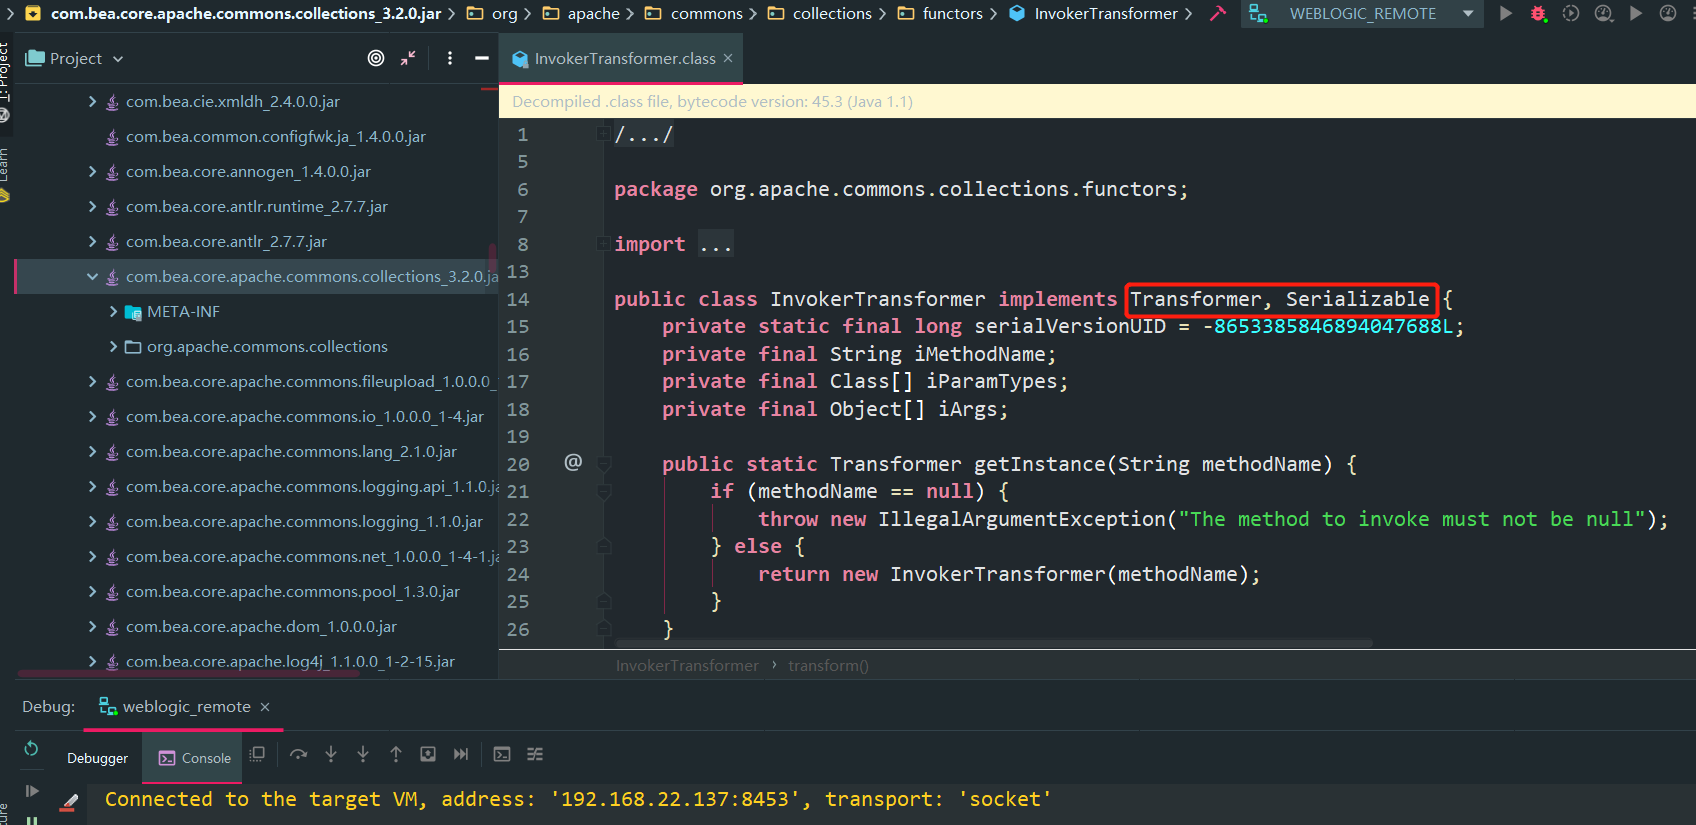 com.bea.core.apache.commons.collections_3.2.0.jar org apache commons collections functors InvokerTransformer WEBLOGIC_REMOTE
Project
InvokerTransformer.class
Project
Learn
com.bea.cie.xmldh_2.4.0.0.jar
com.bea.common.configfwk.ja_1.4.0.0.jar
com.bea.core.annogen_1.4.0.0.jar
com.bea.core.antlr.runtime_2.7.7.jar
com.bea.core.antlr_2.7.7.jar
com.bea.core.apache.commons.collections_3.2.0.ja
META-INF
org.apache.commons.collections
com.bea.core.apache.commons.fileupload_1.0.0.0_
com.bea.core.apache.commons.io_1.0.0.0_1-4.jar
com.bea.core.apache.commons.lang_2.1.0.jar
com.bea.core.apache.commons.logging.api_1.1.0.ja
com.bea.core.apache.commons.logging_1.1.0.jar
com.bea.core.apache.commons.net_1.0.0.0_1-4-1.ja
com.bea.core.apache.commons.pool_1.3.0.jar
com.bea.core.apache.dom_1.0.0.0.jar
com.bea.core.apache.log4j_1.1.0.0_1-2-15.jar
Decompiled .class file, bytecode version: 45.3 (Java 1.1)
1 /.../
5
6 package org.apache.commons.collections.functors;
7
8 import ...
13
14 public class InvokerTransformer implements Transformer, Serializable {
15 private static final long serialVersionUID = -8653385846894047688L;
16 private final String iMethodName;
17 private final Class[] iParamTypes;
18 private final Object[] iArgs;
19
20 @ public static Transformer getInstance(String methodName) {
21 if (methodName == null) {
22 throw new IllegalArgumentException("The method to invoke must not be null");
23 } else {
24 return new InvokerTransformer(methodName);
25 }
26 }
InvokerTransformer › transform()
Debug: weblogic_remote
Debugger Console
Connected to the target VM, address: '192.168.22.137:8453', transport: 'socket'